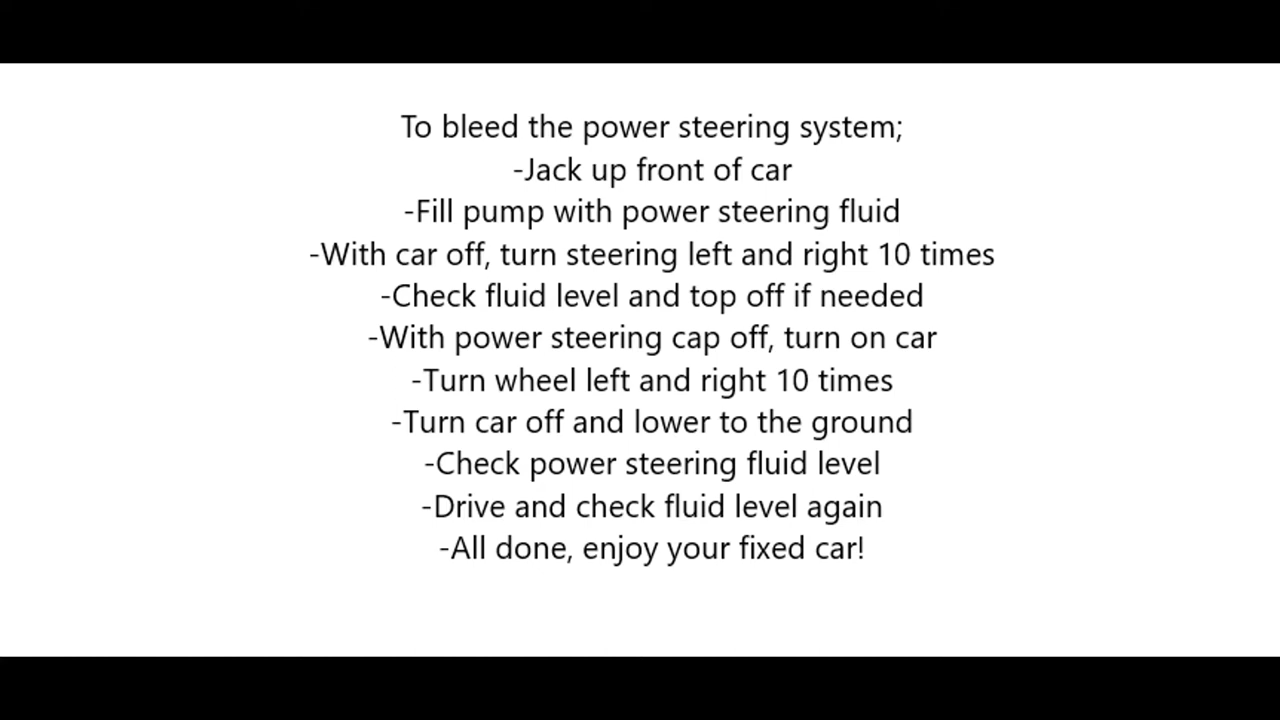 To bleed the power steering system;
-Jack up front of car
-Fill pump with power steering fluid
-With car off, turn steering left and right 10 times
-Check fluid level and top off if needed
-With power steering cap off, turn on car
-Turn wheel left and right 10 times
-Turn car off and lower to the ground
-Check power steering fluid level
-Drive and check fluid level again
-All done, enjoy your fixed car!